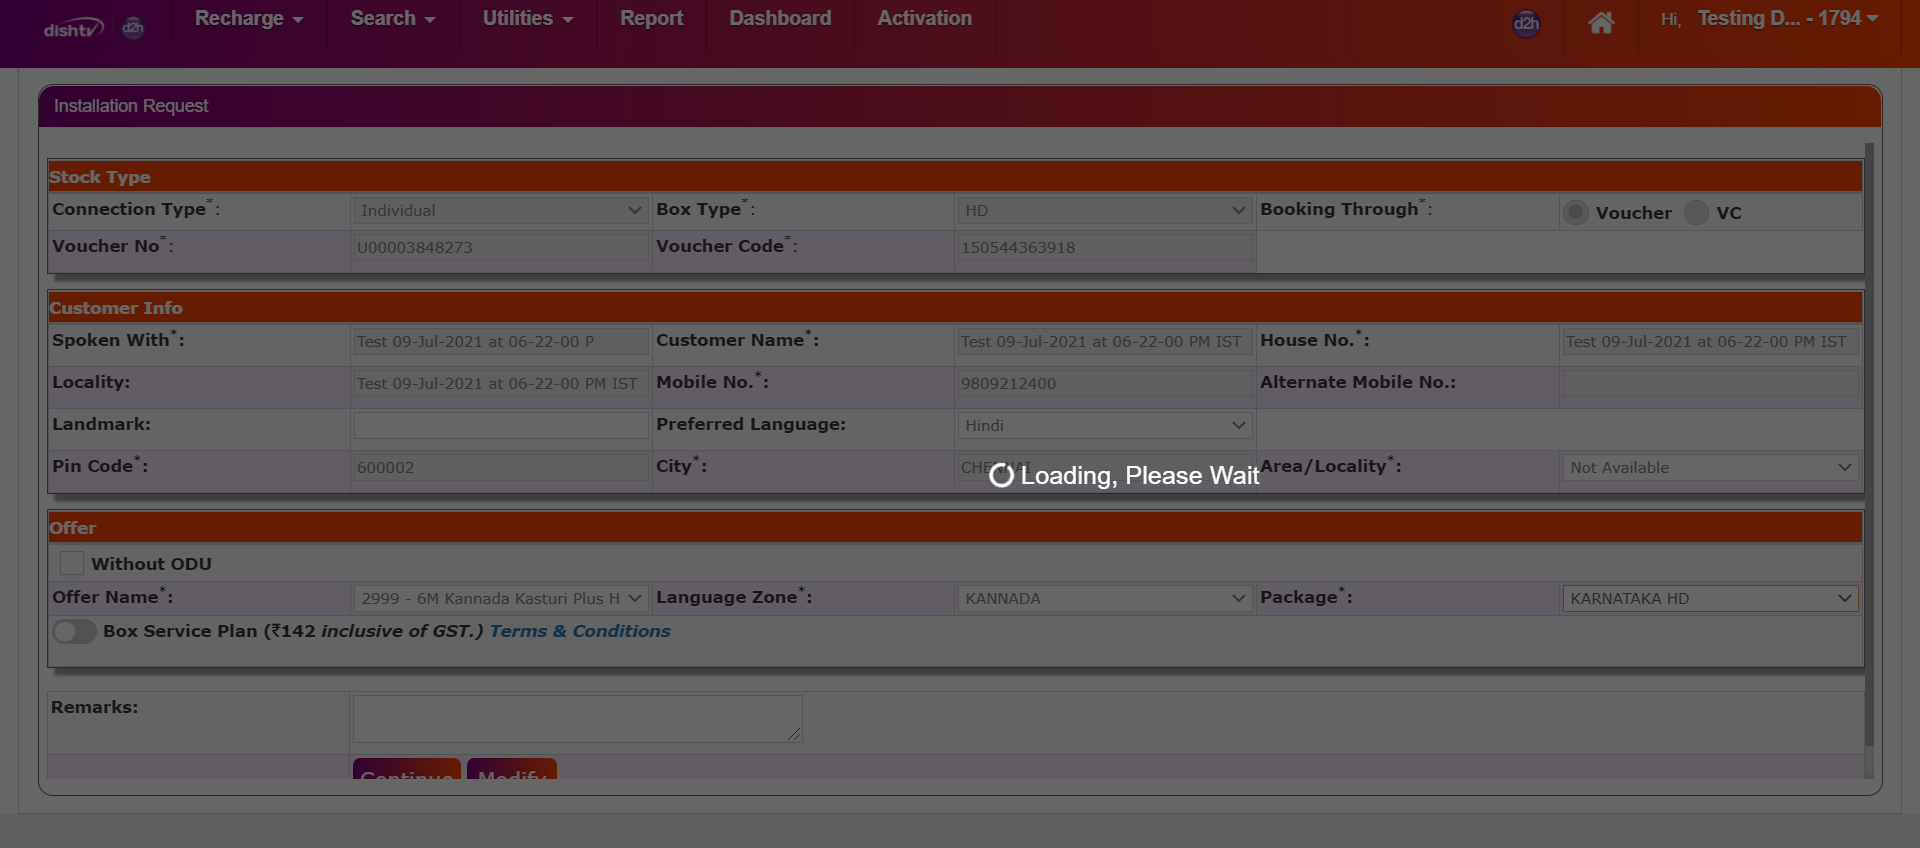 dishtv d2h Recharge Search Utilities Report Dashboard Activation d2h Hi, Testing D... - 1794
Installation Request
Stock Type
Connection Type*: Individual Box Type*: HD Booking Through*: Voucher VC
Voucher No*: U00003848273 Voucher Code*: 150544363918
Customer Info
Spoken With*: Test 09-Jul-2021 at 06-22-00 P Customer Name*: Test 09-Jul-2021 at 06-22-00 PM IST House No.*: Test 09-Jul-2021 at 06-22-00 PM IST
Locality: Test 09-Jul-2021 at 06-22-00 PM IST Mobile No.*: 9809212400 Alternate Mobile No.:
Landmark: Preferred Language: Hindi
Pin Code*: 600002 City*: CHENNAI Area/Locality*: Not Available
Loading, Please Wait
Offer
Without ODU
Offer Name*: 2999 - 6M Kannada Kasturi Plus H Language Zone*: KANNADA Package*: KARNATAKA HD
Box Service Plan (₹142 inclusive of GST.) Terms & Conditions
Remarks:
Continue Modify